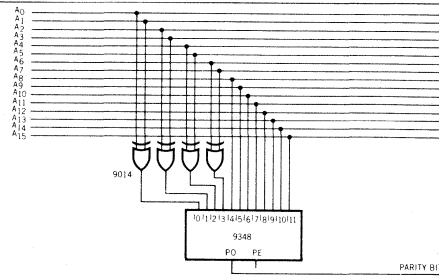 A0
A1
A2
A3
A4
A5
A6
A7
A8
A9
A10
A11
A12
A13
A14
A15
9014
I0 I1 I2 I3 I4 I5 I6 I7 I8 I9 I10 I11
9348
PO PE
PARITY BI